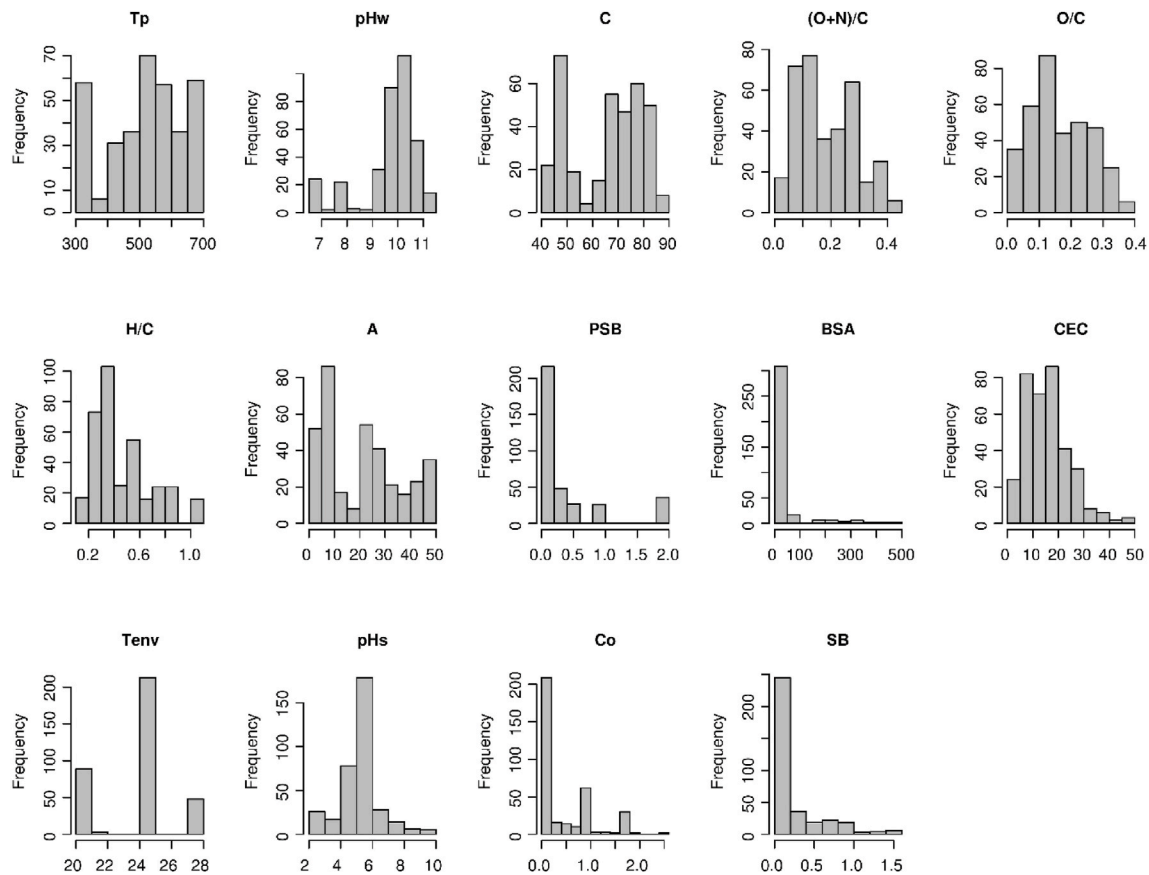 Tp
Frequency
0 10 30 50 70
300 500 700
pHw
Frequency
0 20 40 60 80
7 8 9 10 11
C
Frequency
0 20 40 60
40 50 60 70 80 90
(O+N)/C
Frequency
0 20 40 60 80
0.0 0.2 0.4
O/C
Frequency
0 20 40 60 80
0.0 0.1 0.2 0.3 0.4
H/C
Frequency
0 20 40 60 80 100
0.2 0.6 1.0
A
Frequency
0 20 40 60 80
0 10 20 30 40 50
PSB
Frequency
0 50 100 150 200
0.0 0.5 1.0 1.5 2.0
BSA
Frequency
0 50 150 300
0 100 300 500
CEC
Frequency
0 20 40 60 80
0 10 20 30 40 50
Tenv
Frequency
0 50 100 150 200
20 22 24 26 28
pHs
Frequency
0 50 100 150
2 4 6 8 10
Co
Frequency
0 50 100 150 200
0.0 1.0 2.0
SB
Frequency
0 50 100 200
0.0 0.5 1.0 1.5